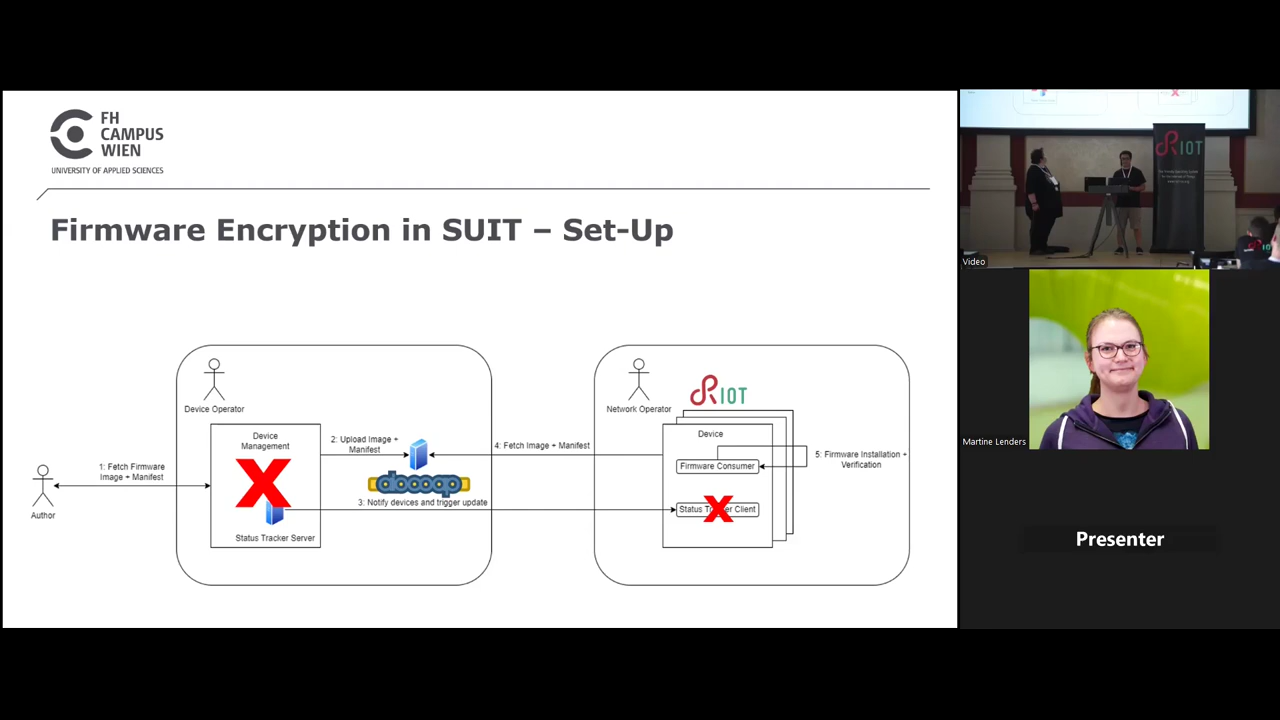 FH
CAMPUS
WIEN
UNIVERSITY OF APPLIED SCIENCES
Firmware Encryption in SUIT – Set-Up
Device Operator
Device
Management
Status Tracker Server
Author
1: Fetch Firmware
Image + Manifest
2: Upload Image +
Manifest
3: Notify devices and trigger update
4: Fetch Image + Manifest
Network Operator
RIOT
Device
Firmware Consumer
Status Tracker Client
5: Firmware Installation +
Verification
RIOT
Video
Martine Lenders
Presenter